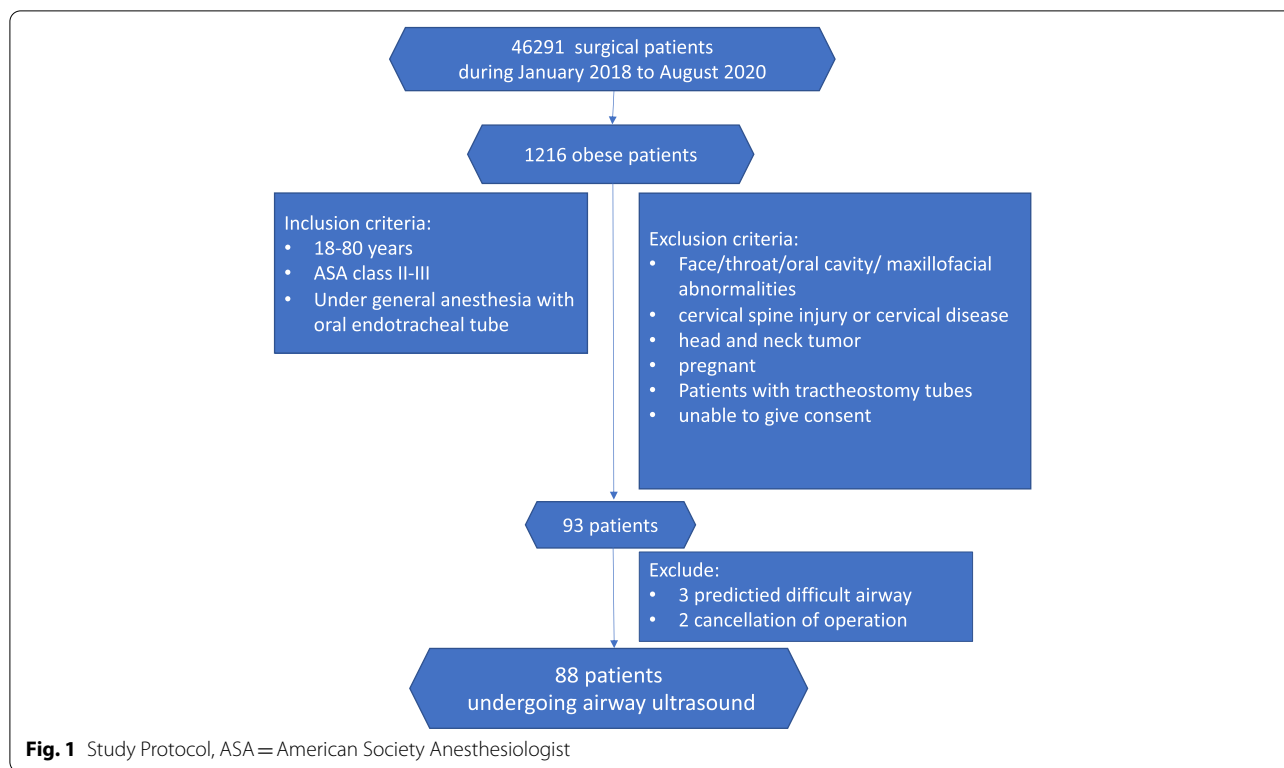 46291 surgical patients
during January 2018 to August 2020
1216 obese patients
Inclusion criteria:
• 18-80 years
• ASA class II-III
• Under general anesthesia with
oral endotracheal tube
Exclusion criteria:
• Face/throat/oral cavity/ maxillofacial
abnormalities
• cervical spine injury or cervical disease
• head and neck tumor
• pregnant
• Patients with tractheostomy tubes
• unable to give consent
93 patients
Exclude:
• 3 predictied difficult airway
• 2 cancellation of operation
88 patients
undergoing airway ultrasound
Fig. 1 Study Protocol, ASA = American Society Anesthesiologist